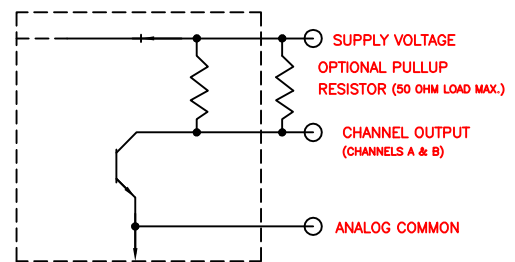 SUPPLY VOLTAGE
OPTIONAL PULLUP
RESISTOR (50 OHM LOAD MAX.)
CHANNEL OUTPUT
(CHANNELS A & B)
ANALOG COMMON